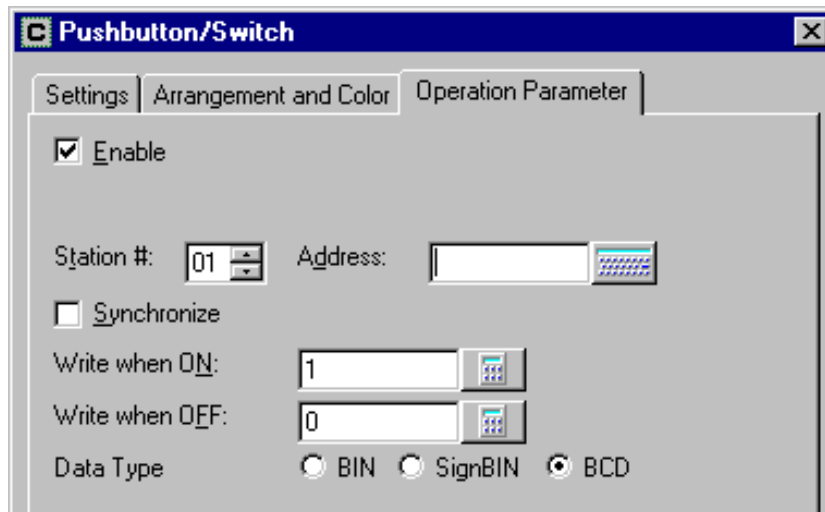 C Pushbutton/Switch
Settings Arrangement and Color Operation Parameter
Enable
Station #: 01 Address:
Synchronize
Write when ON: 1
Write when OFF: 0
Data Type BIN SignBIN BCD